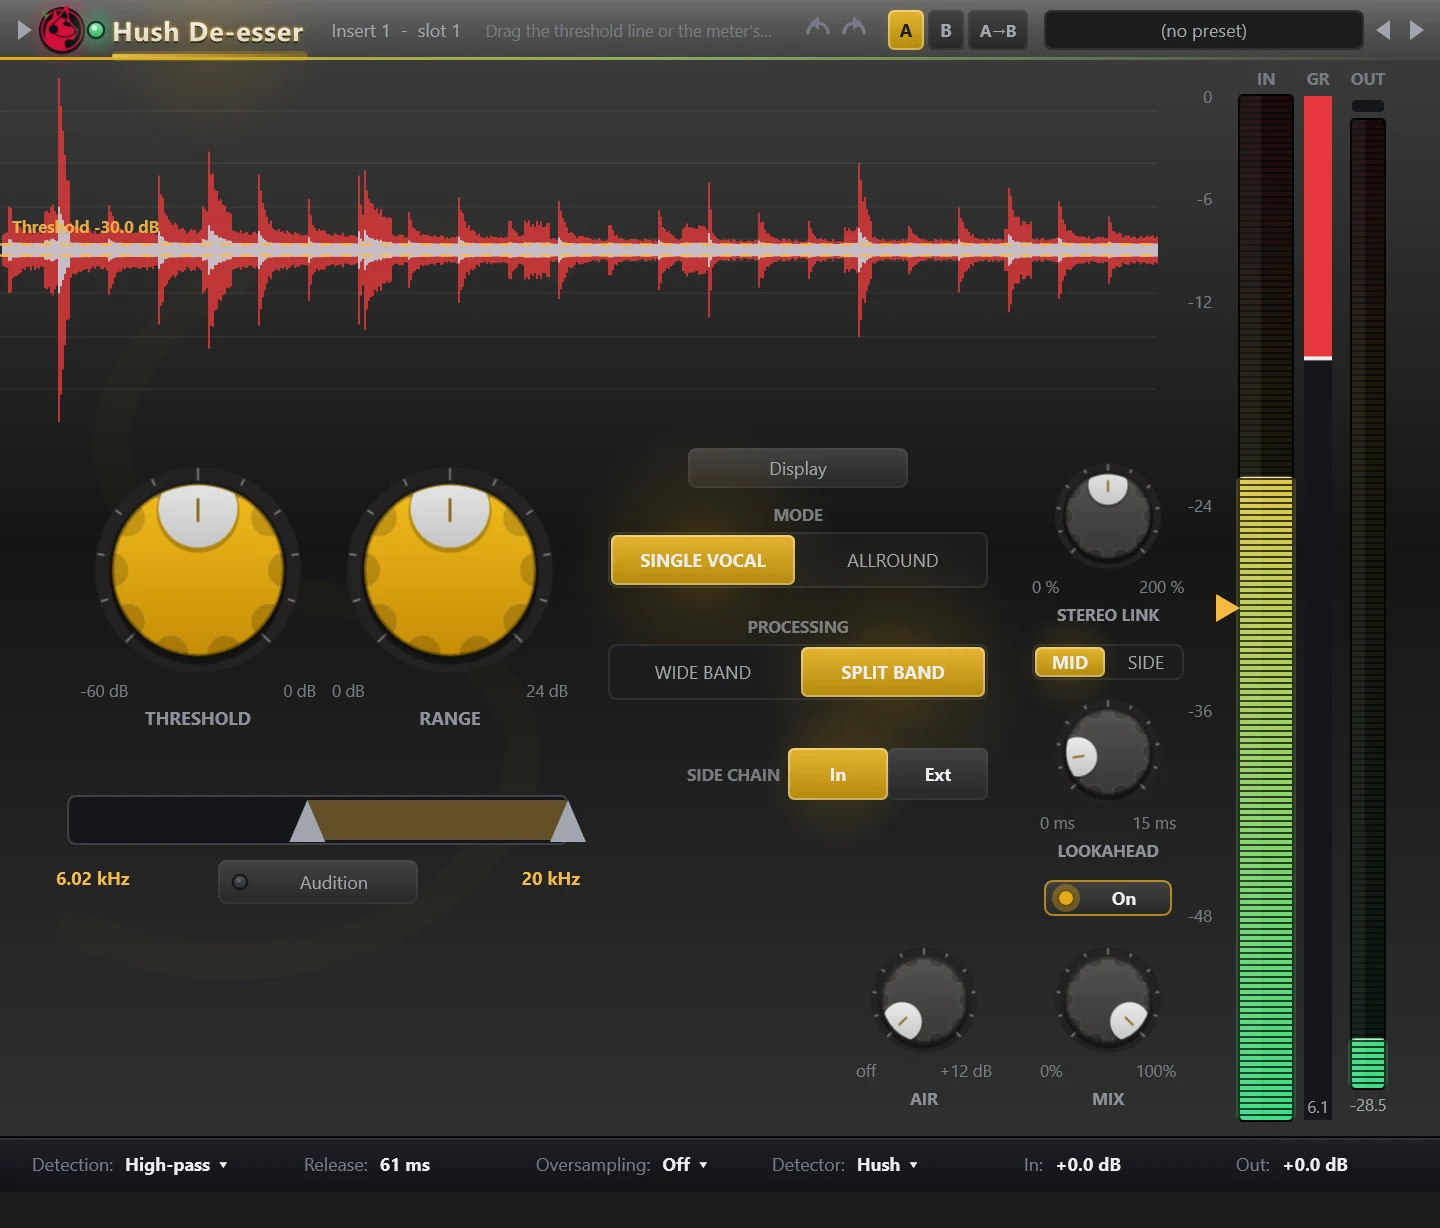 Hush De-esser
Insert 1 - slot 1
Drag the threshold line or the meter's...
A
B
A→B
(no preset)
IN
GR
OUT
0
-6
-12
-24
-36
-48
Threshold -30.0 dB
Display
MODE
SINGLE VOCAL
ALLROUND
0 %
200 %
STEREO LINK
PROCESSING
WIDE BAND
SPLIT BAND
MID
SIDE
-60 dB
0 dB
THRESHOLD
0 dB
24 dB
RANGE
SIDE CHAIN
In
Ext
0 ms
15 ms
LOOKAHEAD
On
6.02 kHz
Audition
20 kHz
off
+12 dB
AIR
0%
100%
MIX
6.1
-28.5
Detection: High-pass
Release: 61 ms
Oversampling: Off
Detector: Hush
In: +0.0 dB
Out: +0.0 dB